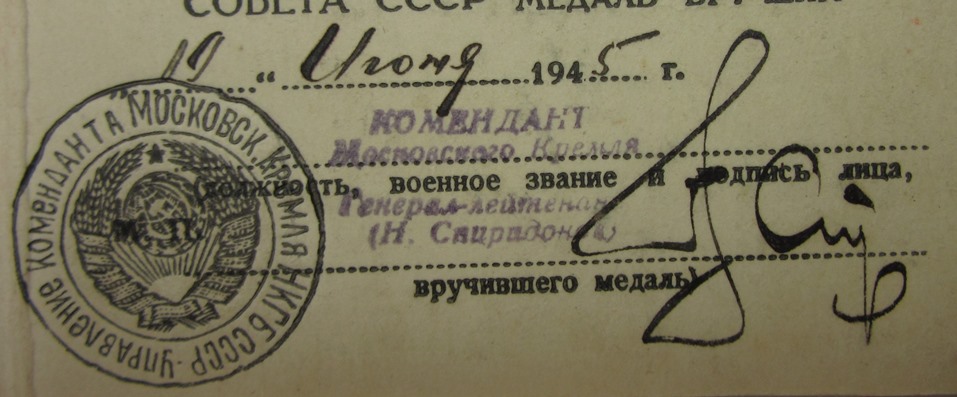 СОВЕТА СССР МЕДАЛЬ ВРУЧИЛ
19 " Июня 1945 г.
КОМЕНДАНТ
Московского Кремля
(должность, военное звание и подпись лица,
Генерал-лейтенант
(Н. Спиридонов)
М. П.
вручившего медаль)
УПРАВЛЕНИЕ КОМЕНДАНТА МОСКОВСК. КРЕМЛЯ НКГБ СССР